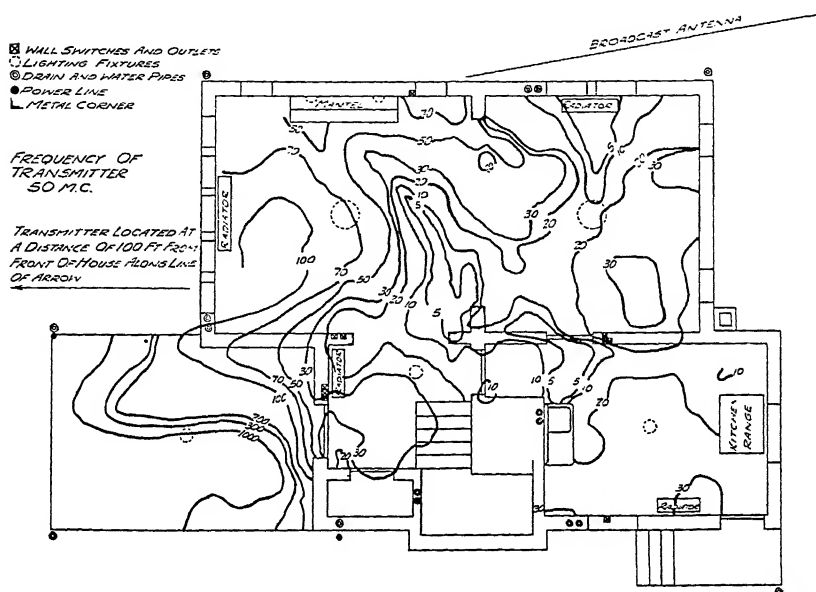 BROADCAST ANTENNA
WALL SWITCHES AND OUTLETS
LIGHTING FIXTURES
DRAIN AND WATER PIPES
POWER LINE
METAL CORNER
FREQUENCY OF
TRANSMITTER
50 M.C.
TRANSMITTER LOCATED AT
A DISTANCE OF 100 FT FROM
FRONT OF HOUSE ALONG LINE
OF ARROW
MANTEL
RADIATOR
50
70
70
50
30
20
10
5
30
20
20
30
30
RADIATOR
100
70
50
30
20
10
5
5
30
70
50
100
30
RADIATOR
10
10
5
5
10
20
10
KITCHEN
RANGE
300
1000
20
30
30
RADIATOR
30